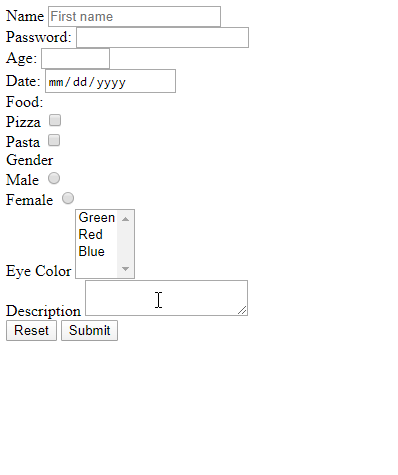 Name First name
Password:
Age:
Date: mm/dd/yyyy
Food:
Pizza
Pasta
Gender
Male
Female
Green
Red
Blue
Eye Color
Description
Reset Submit